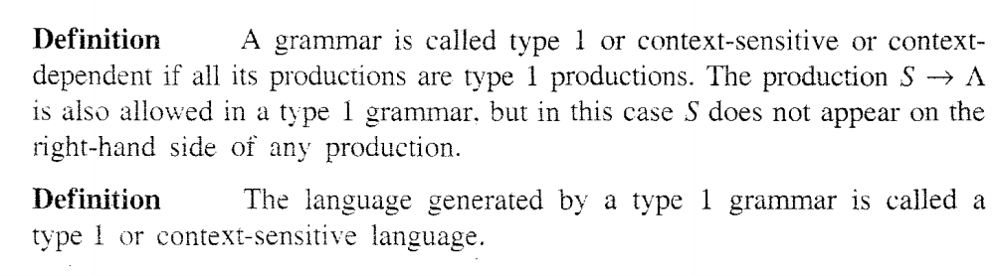 Definition A grammar is called type 1 or context-sensitive or context-
dependent if all its productions are type 1 productions. The production S → Λ
is also allowed in a type 1 grammar. but in this case S does not appear on the
right-hand side of any production.
Definition The language generated by a type 1 grammar is called a
type 1 or context-sensitive language.